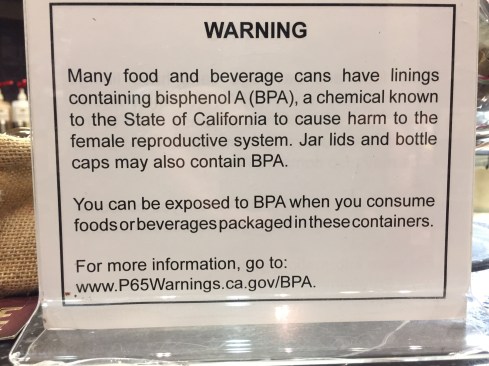 WARNING
Many food and beverage cans have linings
containing bisphenol A (BPA), a chemical known
to the State of California to cause harm to the
female reproductive system. Jar lids and bottle
caps may also contain BPA.
You can be exposed to BPA when you consume
foods or beverages packaged in these containers.
For more information, go to:
www.P65Warnings.ca.gov/BPA.